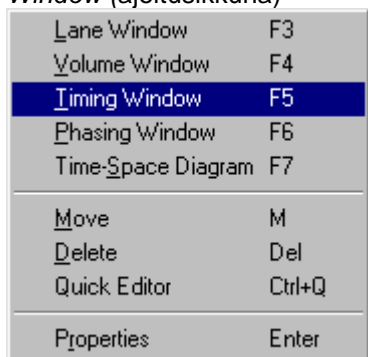 Window (ajoitusikkuna)
Lane Window F3
Volume Window F4
Timing Window F5
Phasing Window F6
Time-Space Diagram F7
Move M
Delete Del
Quick Editor Ctrl+Q
Properties Enter